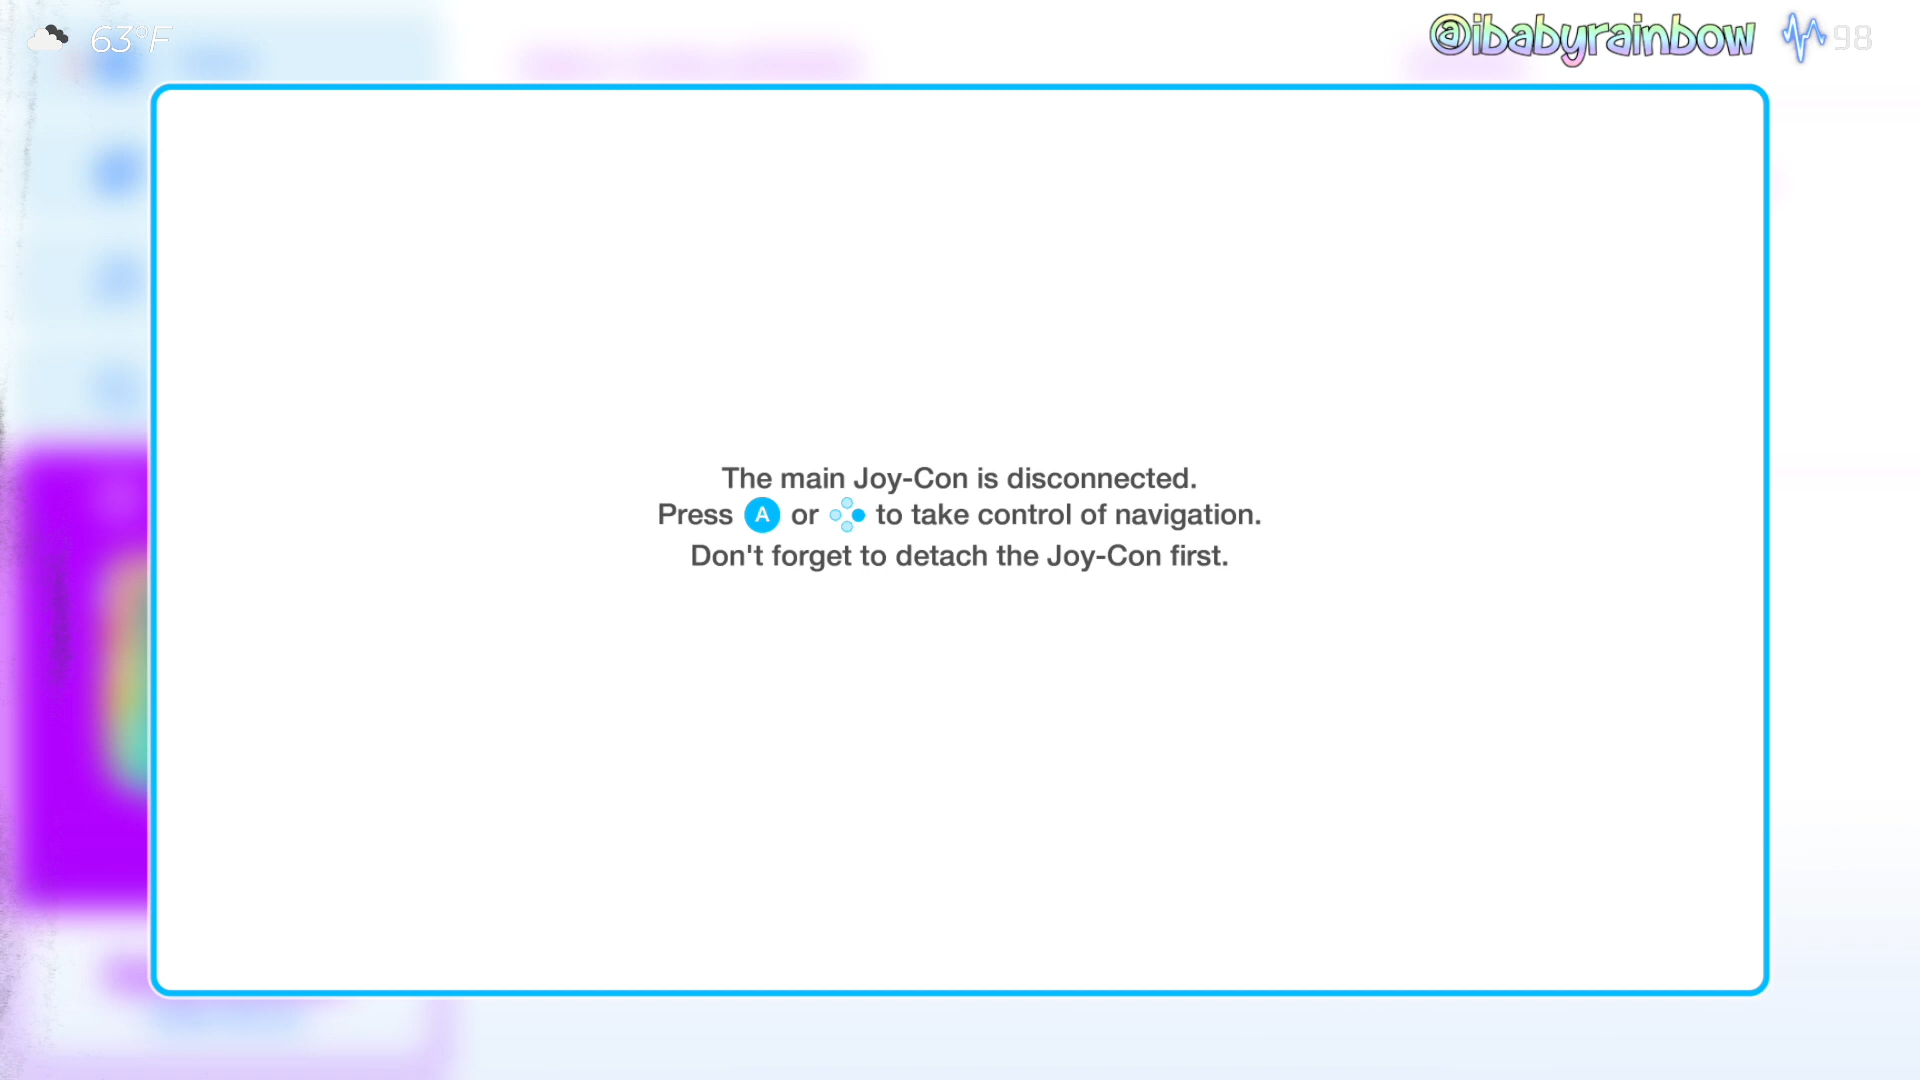 63°F
@ibabyrainbow
98
The main Joy-Con is disconnected.
Press A or to take control of navigation.
Don't forget to detach the Joy-Con first.